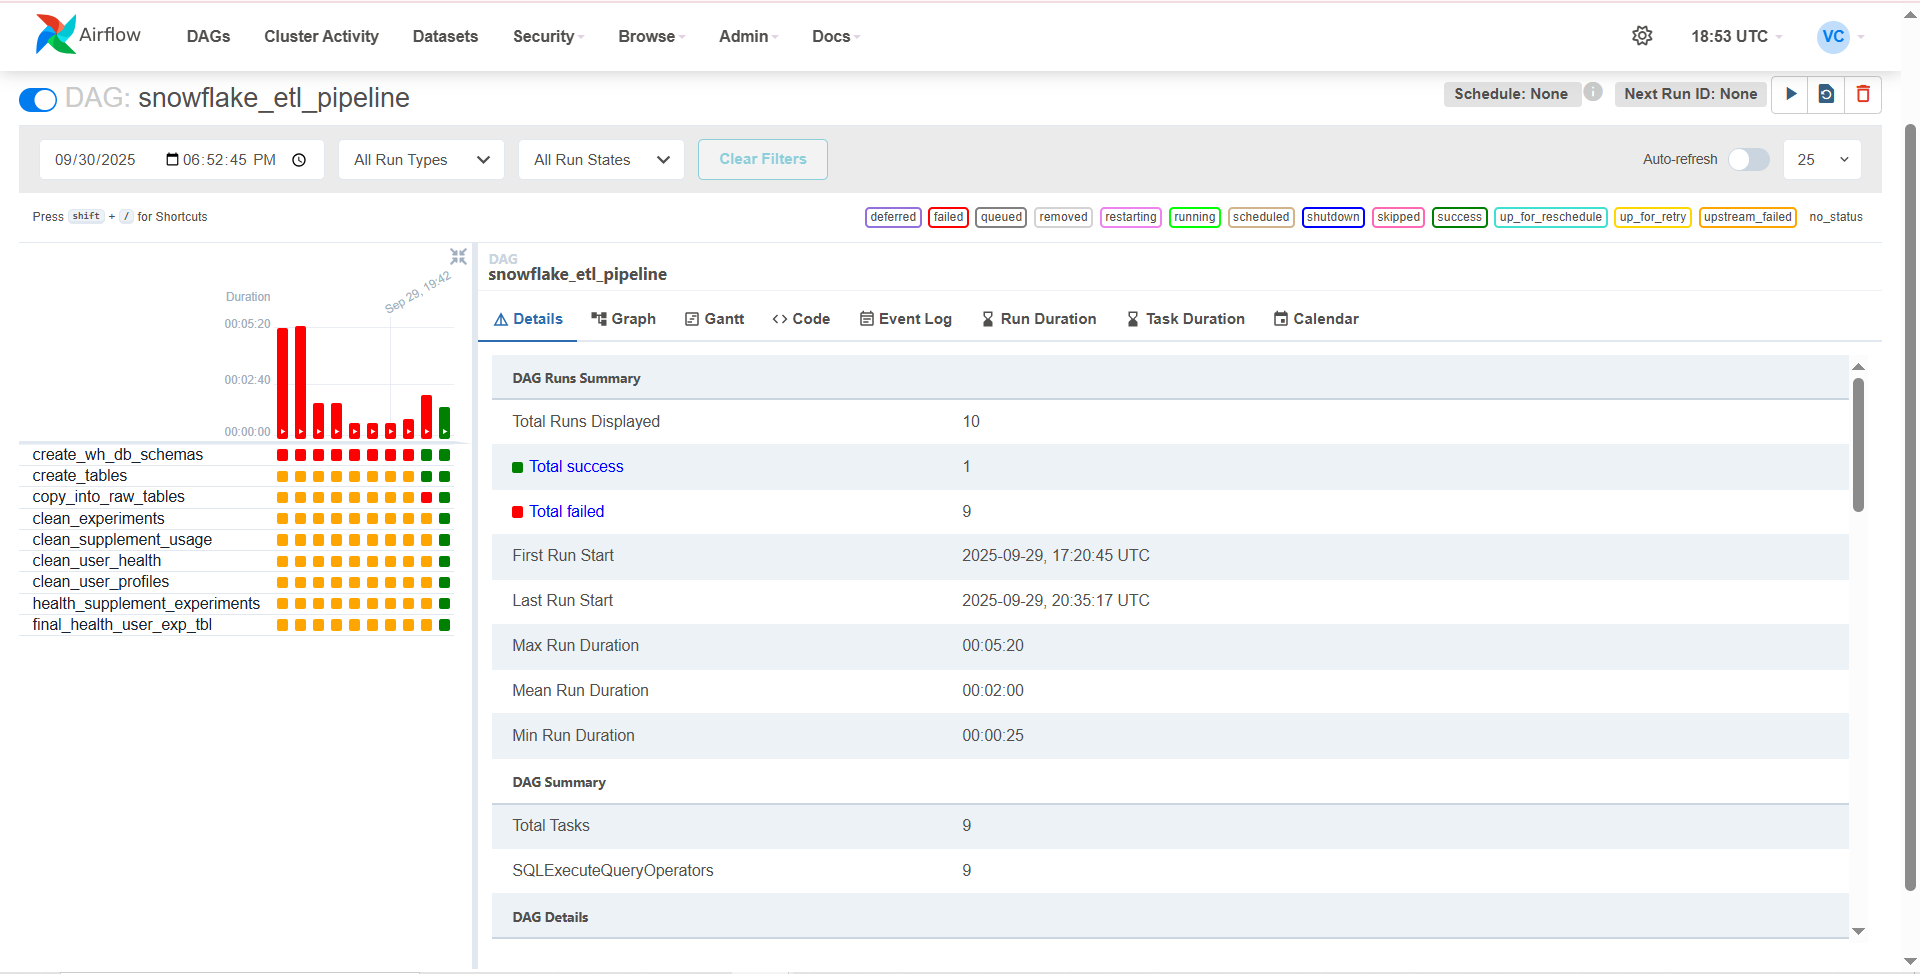 Airflow DAGs Cluster Activity Datasets Security Browse Admin Docs 18:53 UTC VC
DAG: snowflake_etl_pipeline Schedule: None i Next Run ID: None
09/30/2025 06:52:45 PM All Run Types All Run States Clear Filters Auto-refresh 25
Press shift + / for Shortcuts deferred failed queued removed restarting running scheduled shutdown skipped success up_for_reschedule up_for_retry upstream_failed no_status
Duration
Sep 29, 19:42
00:05:20
00:02:40
00:00:00
create_wh_db_schemas
create_tables
copy_into_raw_tables
clean_experiments
clean_supplement_usage
clean_user_health
clean_user_profiles
health_supplement_experiments
final_health_user_exp_tbl
DAG
snowflake_etl_pipeline
Details Graph Gantt Code Event Log Run Duration Task Duration Calendar
DAG Runs Summary
Total Runs Displayed 10
Total success 1
Total failed 9
First Run Start 2025-09-29, 17:20:45 UTC
Last Run Start 2025-09-29, 20:35:17 UTC
Max Run Duration 00:05:20
Mean Run Duration 00:02:00
Min Run Duration 00:00:25
DAG Summary
Total Tasks 9
SQLExecuteQueryOperators 9
DAG Details